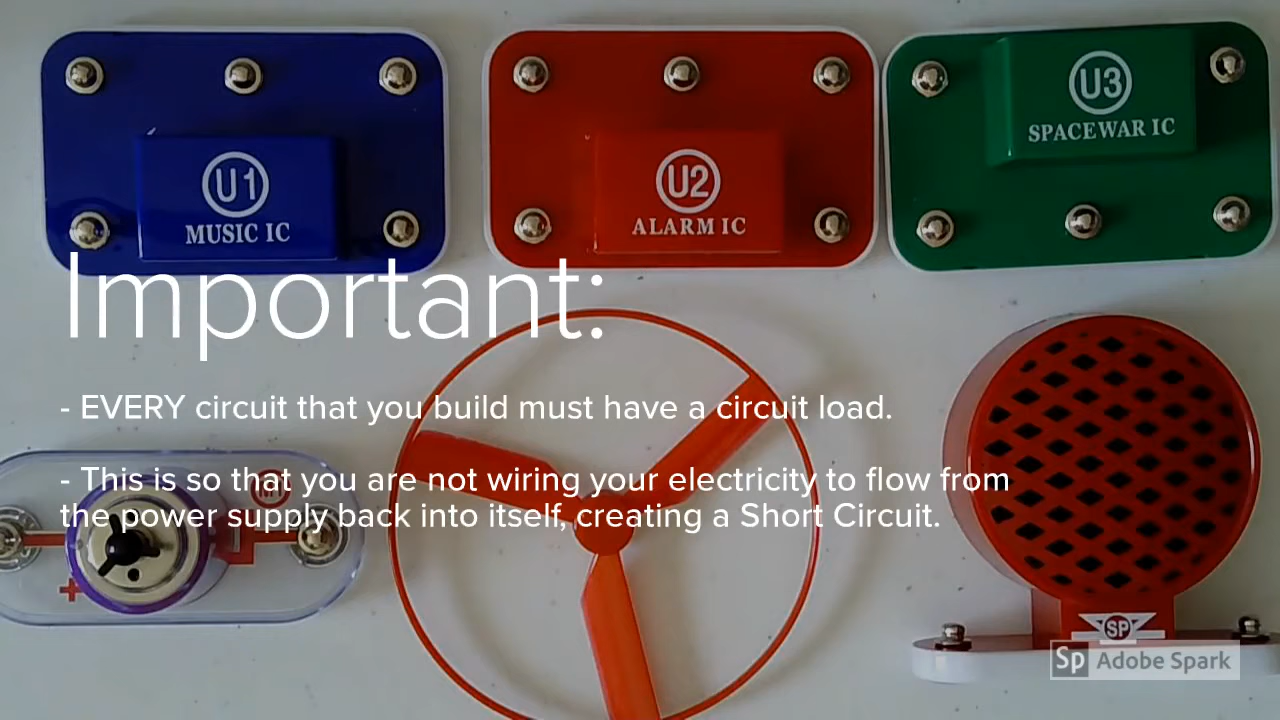 U1
MUSIC IC
U2
ALARM IC
U3
SPACEWAR IC
Important:
- EVERY circuit that you build must have a circuit load.
- This is so that you are not wiring your electricity to flow from
the power supply back into itself, creating a Short Circuit.
M1
+
SP
Sp Adobe Spark